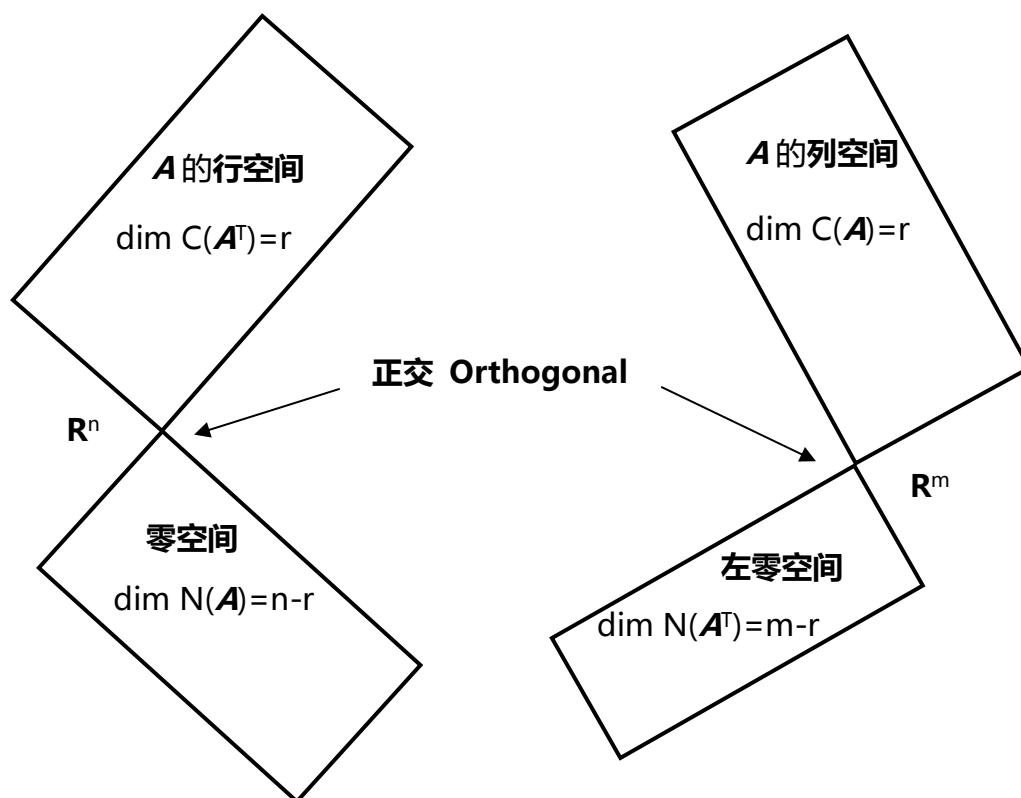 A 的行空间
dim C(Aᵀ)=r
A 的列空间
dim C(A)=r
正交 Orthogonal
Rⁿ
Rᵐ
零空间
dim N(A)=n-r
左零空间
dim N(Aᵀ)=m-r